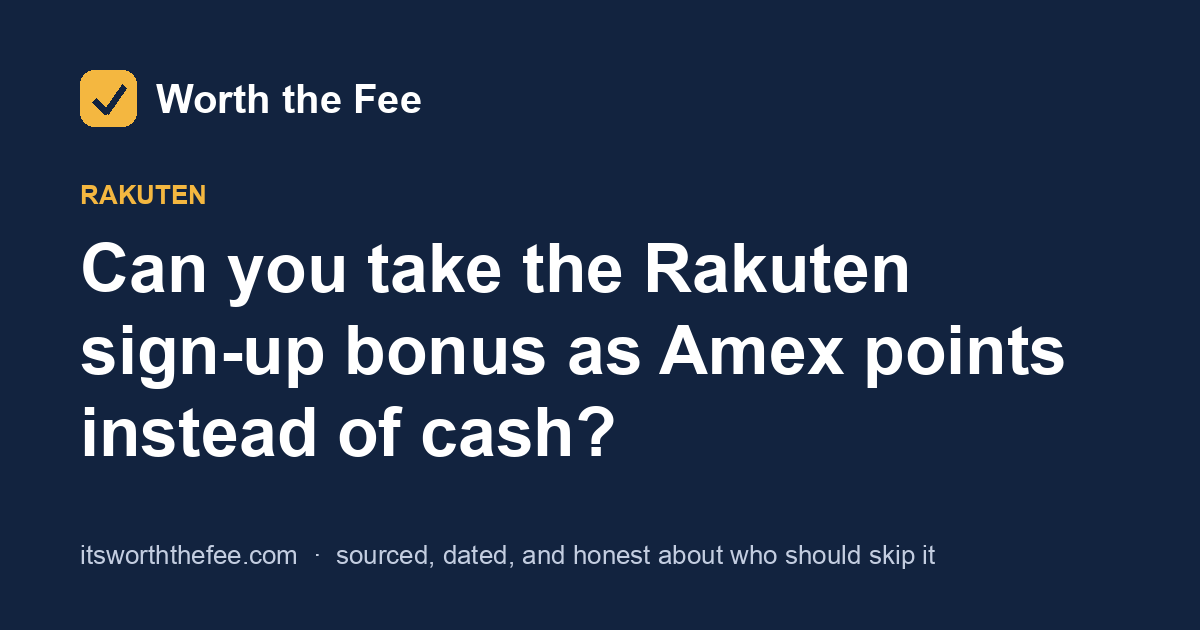 Worth the Fee
RAKUTEN
Can you take the Rakuten
sign-up bonus as Amex points
instead of cash?
itsworththefee.com · sourced, dated, and honest about who should skip it